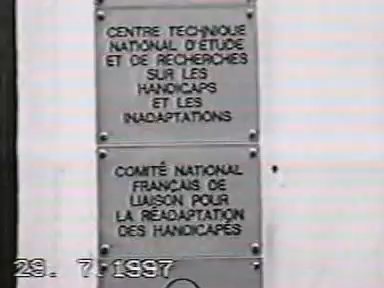 CENTRE TECHNIQUE
NATIONAL D'ÉTUDE
ET DE RECHERCHES
SUR LES
HANDICAPS
ET LES
INADAPTATIONS
COMITÉ NATIONAL
FRANÇAIS DE
LIAISON POUR
LA RÉADAPTATION
DES HANDICAPÉS
29. 7.1997